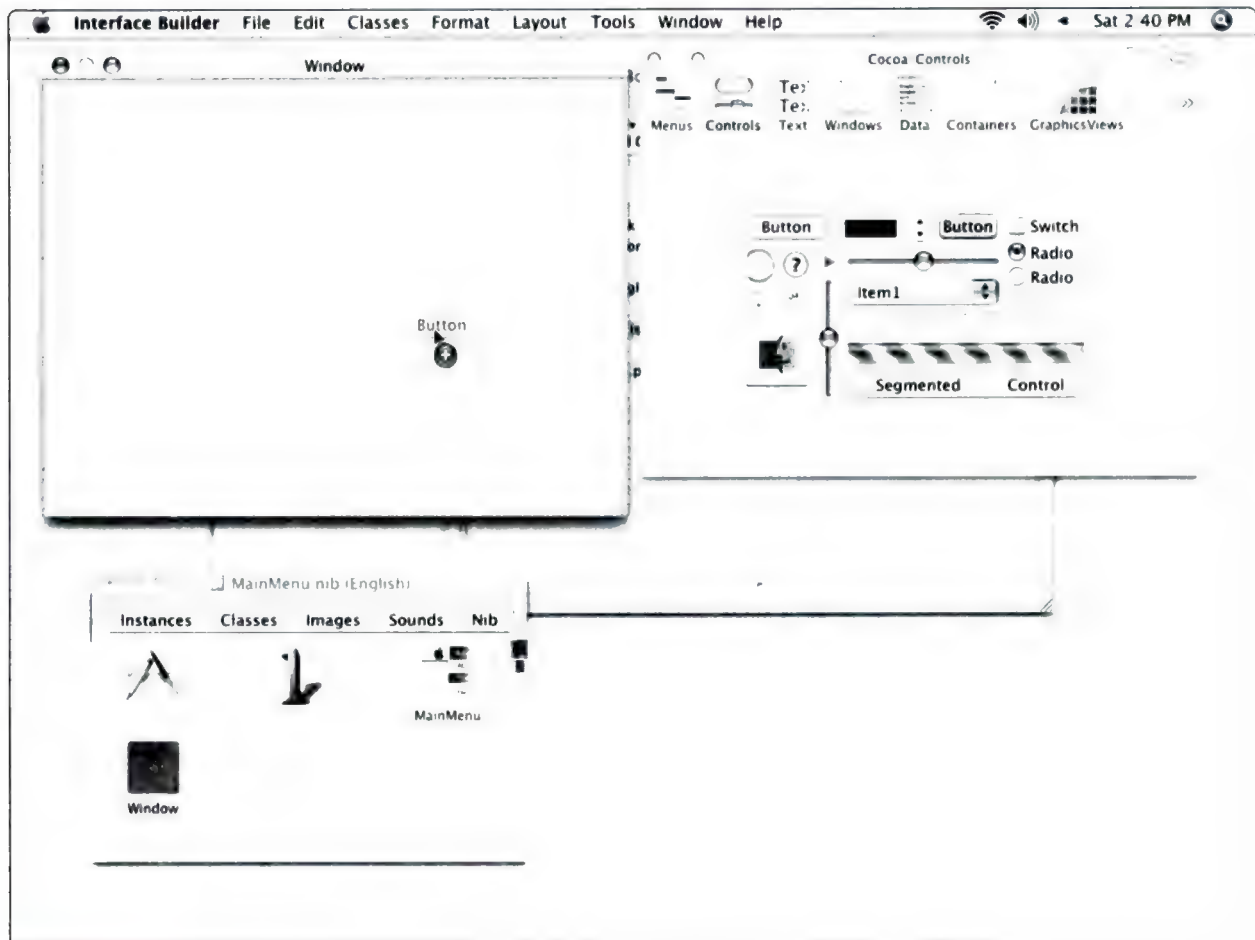 Interface Builder File Edit Classes Format Layout Tools Window Help Sat 2 40 PM
Window
Cocoa Controls
Menus Controls Text Windows Data Containers GraphicsViews
Button Button Switch
? Radio
Item1 Radio
Button
Segmented Control
MainMenu nib (English)
Instances Classes Images Sounds Nib
MainMenu
Window